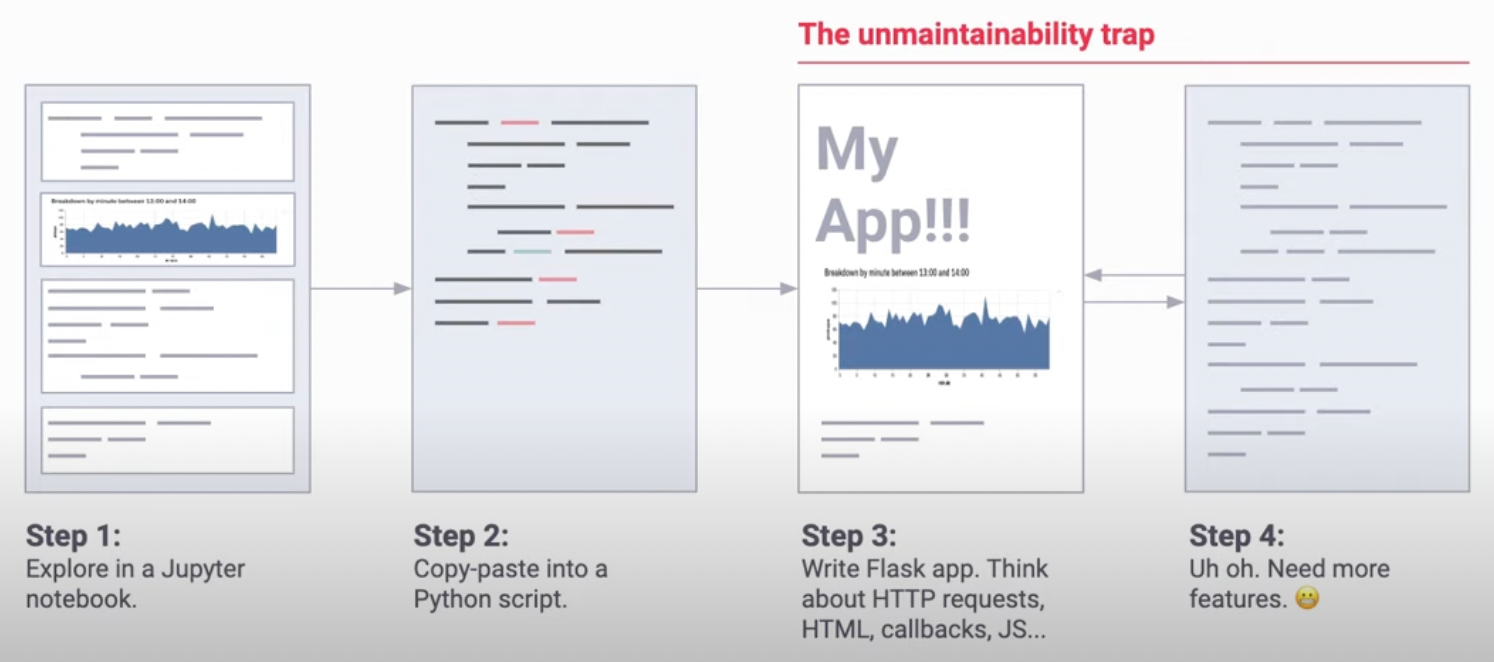 The unmaintainability trap
Breakdown by minute between 13:00 and 14:00
My
App!!!
Breakdown by minute between 13:00 and 14:00
Step 1:
Explore in a Jupyter
notebook.
Step 2:
Copy-paste into a
Python script.
Step 3:
Write Flask app. Think
about HTTP requests,
HTML, callbacks, JS...
Step 4:
Uh oh. Need more
features. 😬